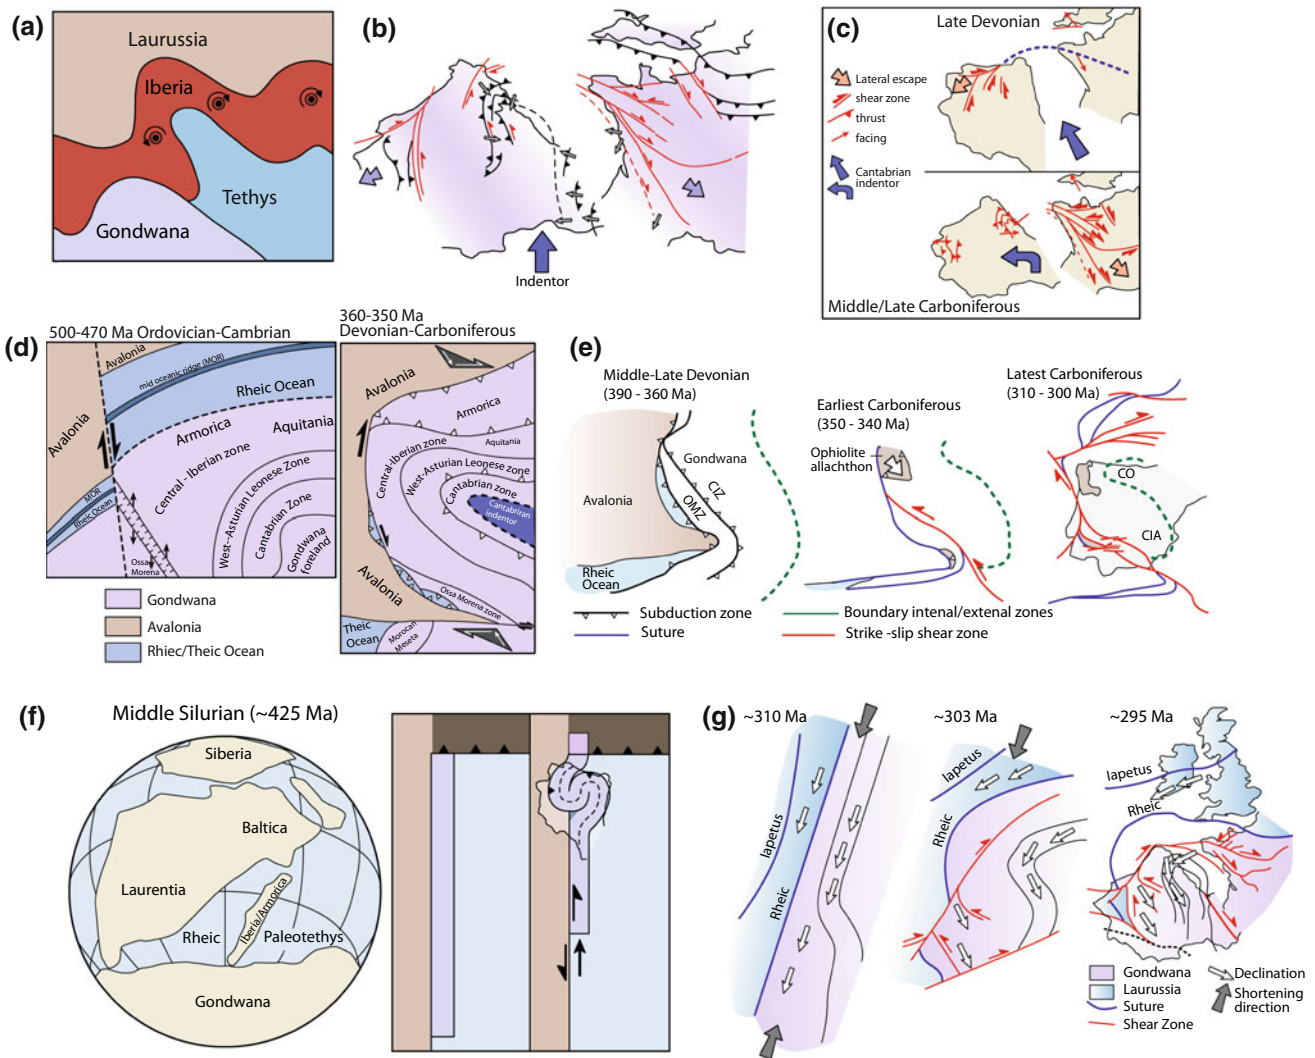 (a)
Laurussia
Iberia
Tethys
Gondwana
(b)
Indentor
(c)
Late Devonian
Lateral escape
shear zone
thrust
facing
Cantabrian
indentor
Middle/Late Carboniferous
(d)
500-470 Ma Ordovician-Cambrian
Avalonia
mid oceanic ridge (MOR)
Rheic Ocean
Avalonia
Armorica
Aquitania
Central - Iberian zone
West--Asturian Leonese Zone
Cantabrian Zone
Gondwana
foreland
MOR
Rheic Ocean
Ossa
Morena
Gondwana
Avalonia
Rhiec/Theic Ocean
360-350 Ma
Devonian-Carboniferous
Avalonia
Armorica
Aquitania
Central-Iberian zone
West-Asturian Leonese zone
Cantabrian zone
Cantabriran
indentor
Avalonia
Ossa Morena zone
Theic
Ocean
Morocan
Meseta
(e)
Middle-Late Devonian
(390 - 360 Ma)
Gondwana
Avalonia
CIZ
OMZ
Rheic
Ocean
Earliest Carboniferous
(350 - 340 Ma)
Ophiolite
allacthon
Latest Carboniferous
(310 - 300 Ma)
CO
CIA
Subduction zone
Suture
Boundary intenal/extenal zones
Strike -slip shear zone
(f)
Middle Silurian (~425 Ma)
Siberia
Baltica
Laurentia
Iberia/Armorica
Rheic
Paleotethys
Gondwana
(g)
~310 Ma
Iapetus
Rheic
~303 Ma
Iapetus
Rheic
~295 Ma
Iapetus
Rheic
Gondwana
Laurussia
Suture
Shear Zone
Declination
Shortening
direction